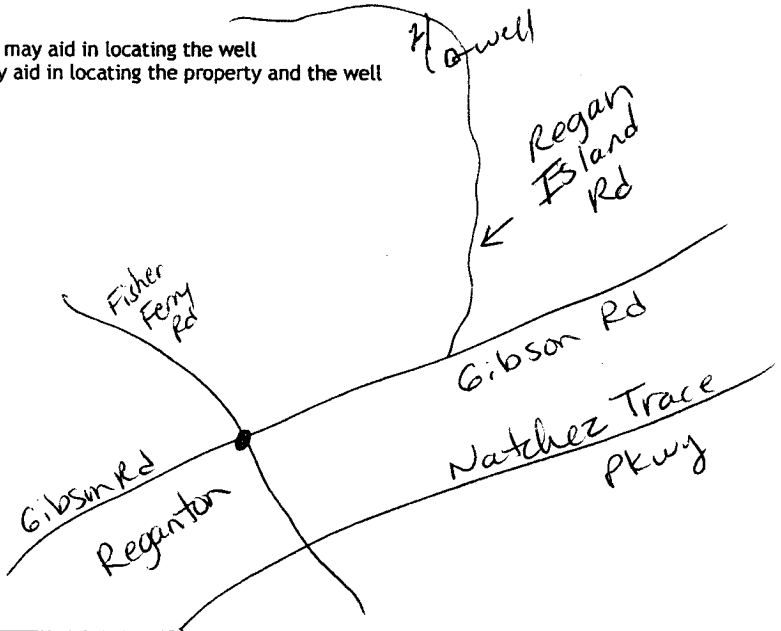 may aid in locating the well
y aid in locating the property and the well
well
Regan
Island
Rd
Fisher
Ferry
Rd
Gibson Rd
Natchez Trace
Pkwy
Gibson Rd
Reganton